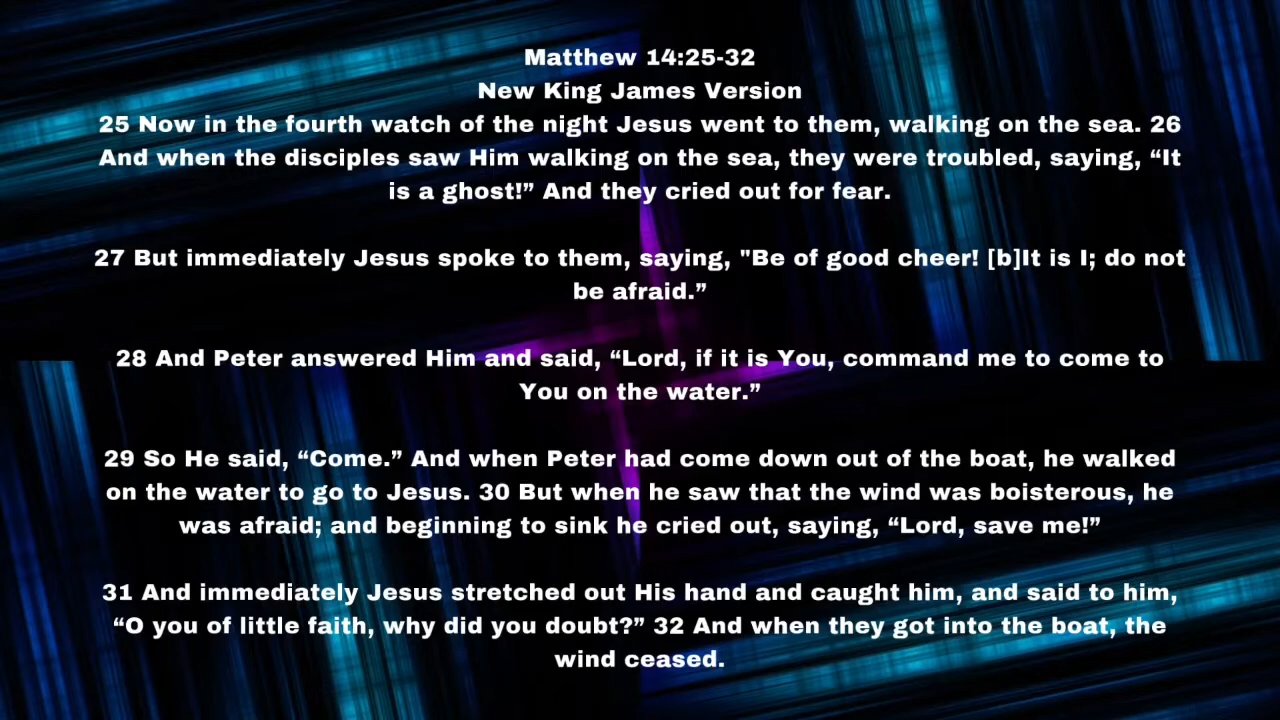 Matthew 14:25-32
New King James Version
25 Now in the fourth watch of the night Jesus went to them, walking on the sea. 26
And when the disciples saw Him walking on the sea, they were troubled, saying, “It
is a ghost!” And they cried out for fear.
27 But immediately Jesus spoke to them, saying, "Be of good cheer! [b]It is I; do not
be afraid.”
28 And Peter answered Him and said, “Lord, if it is You, command me to come to
You on the water.”
29 So He said, “Come.” And when Peter had come down out of the boat, he walked
on the water to go to Jesus. 30 But when he saw that the wind was boisterous, he
was afraid; and beginning to sink he cried out, saying, “Lord, save me!”
31 And immediately Jesus stretched out His hand and caught him, and said to him,
“O you of little faith, why did you doubt?” 32 And when they got into the boat, the
wind ceased.